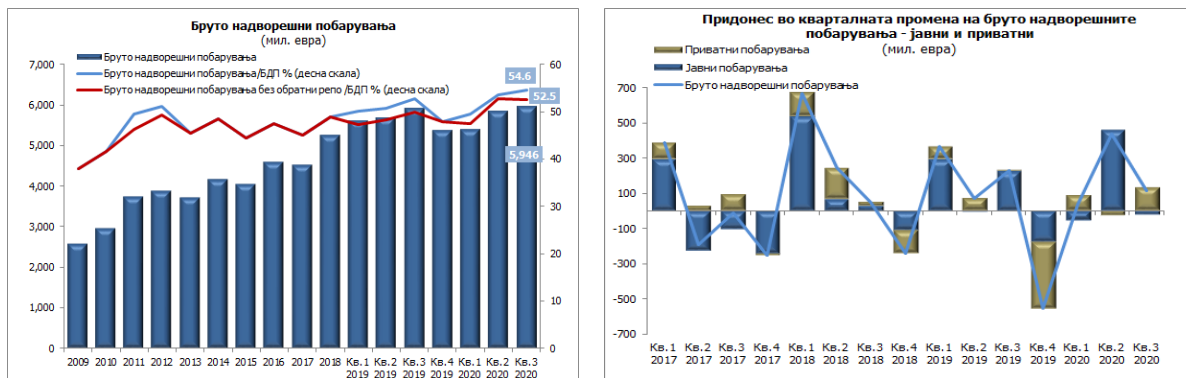 Бруто надворешни побарувања
(мил. евра)
Бруто надворешни побарувања
Бруто надворешни побарувања/БДП % (десна скала)
Бруто надворешни побарувања без обратни репо /БДП % (десна скала)
7,000
6,000
5,000
4,000
3,000
2,000
1,000
0
60
50
40
30
20
10
0
54.6
52.5
5,946
2009 2010 2011 2012 2013 2014 2015 2016 2017 2018 Кв.1 Кв.2 Кв.3 Кв.4 Кв.1 Кв.2 Кв.3
2019 2019 2019 2019 2020 2020 2020
Придонес во кварталната промена на бруто надворешните
побарувања - јавни и приватни
(мил. евра)
Приватни побарувања
Јавни побарувања
Бруто надворешни побарувања
700
500
300
100
-100
-300
-500
-700
Кв.1 Кв.2 Кв.3 Кв.4 Кв.1 Кв.2 Кв.3 Кв.4 Кв.1 Кв.2 Кв.3 Кв.4 Кв.1 Кв.2 Кв.3
2017 2017 2017 2017 2018 2018 2018 2018 2019 2019 2019 2019 2020 2020 2020